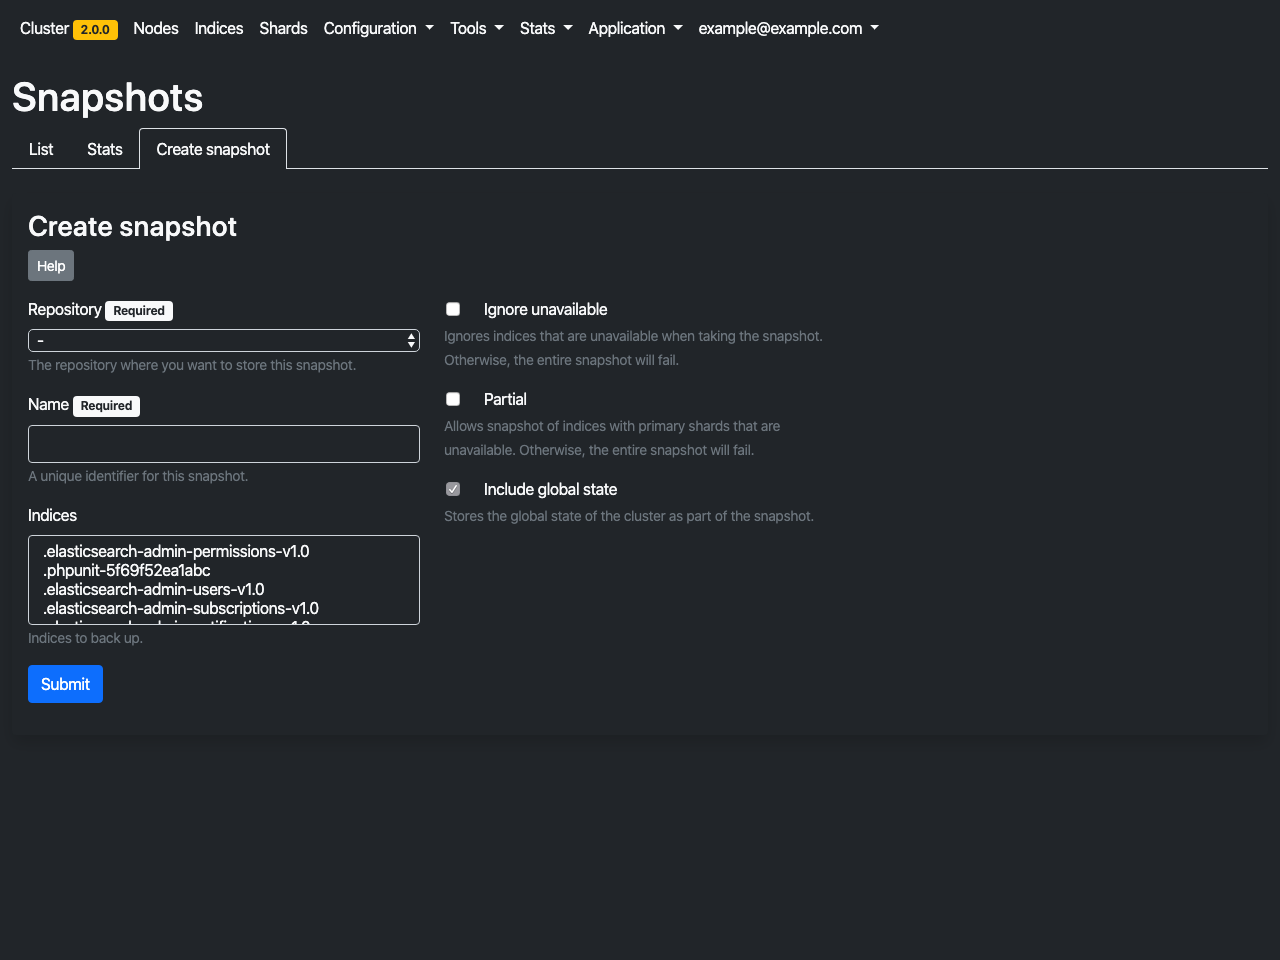 Cluster 2.0.0 Nodes Indices Shards Configuration Tools Stats Application example@example.com
Snapshots
List Stats Create snapshot
Create snapshot
Help
Repository Required
-
The repository where you want to store this snapshot.
Name Required
A unique identifier for this snapshot.
Indices
.elasticsearch-admin-permissions-v1.0
.phpunit-5f69f52ea1abc
.elasticsearch-admin-users-v1.0
.elasticsearch-admin-subscriptions-v1.0
Indices to back up.
Submit
Ignore unavailable
Ignores indices that are unavailable when taking the snapshot.
Otherwise, the entire snapshot will fail.
Partial
Allows snapshot of indices with primary shards that are
unavailable. Otherwise, the entire snapshot will fail.
Include global state
Stores the global state of the cluster as part of the snapshot.